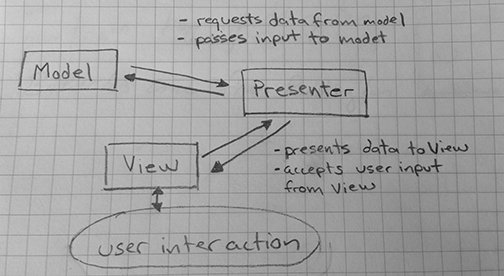 - requests data from model
- passes input to model
Model
Presenter
View
- presents data to View
- accepts user input
from View
user interaction